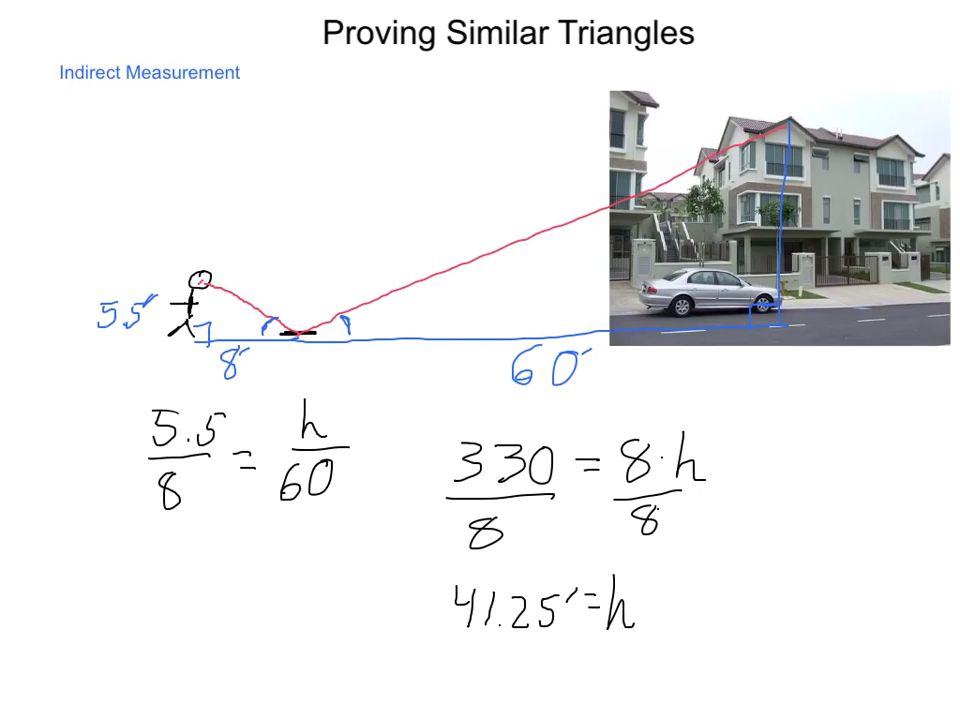 Proving Similar Triangles
Indirect Measurement
5.5'
8'
60'
5.5/8 = h/60
330/8 = 8·h/8
41.25' = h